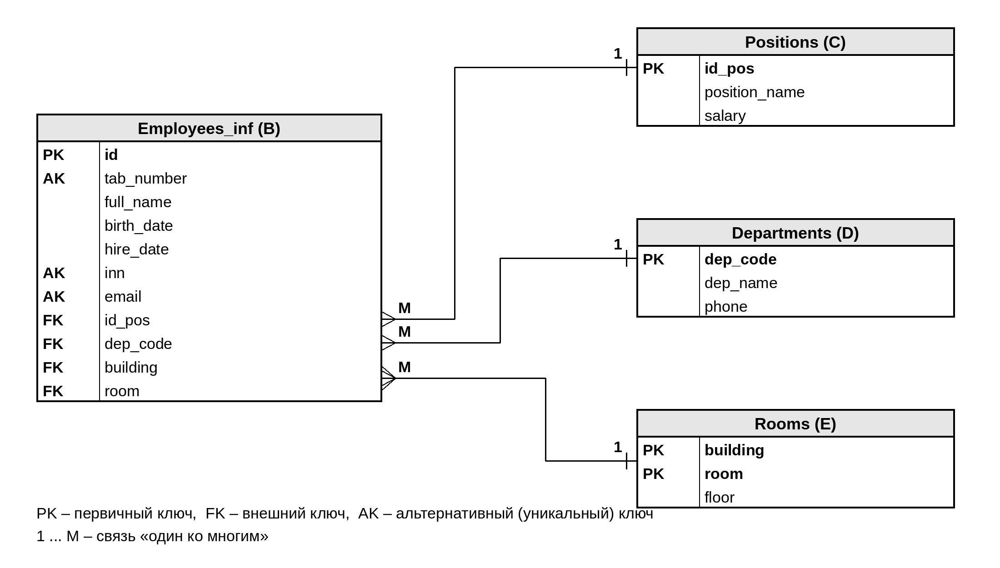 Employees_inf (B)
PK id
AK tab_number
full_name
birth_date
hire_date
AK inn
AK email
FK id_pos
FK dep_code
FK building
FK room
M
M
M
1
Positions (C)
PK id_pos
position_name
salary
1
Departments (D)
PK dep_code
dep_name
phone
1
Rooms (E)
PK building
PK room
floor
PK – первичный ключ, FK – внешний ключ, AK – альтернативный (уникальный) ключ
1 ... M – связь «один ко многим»